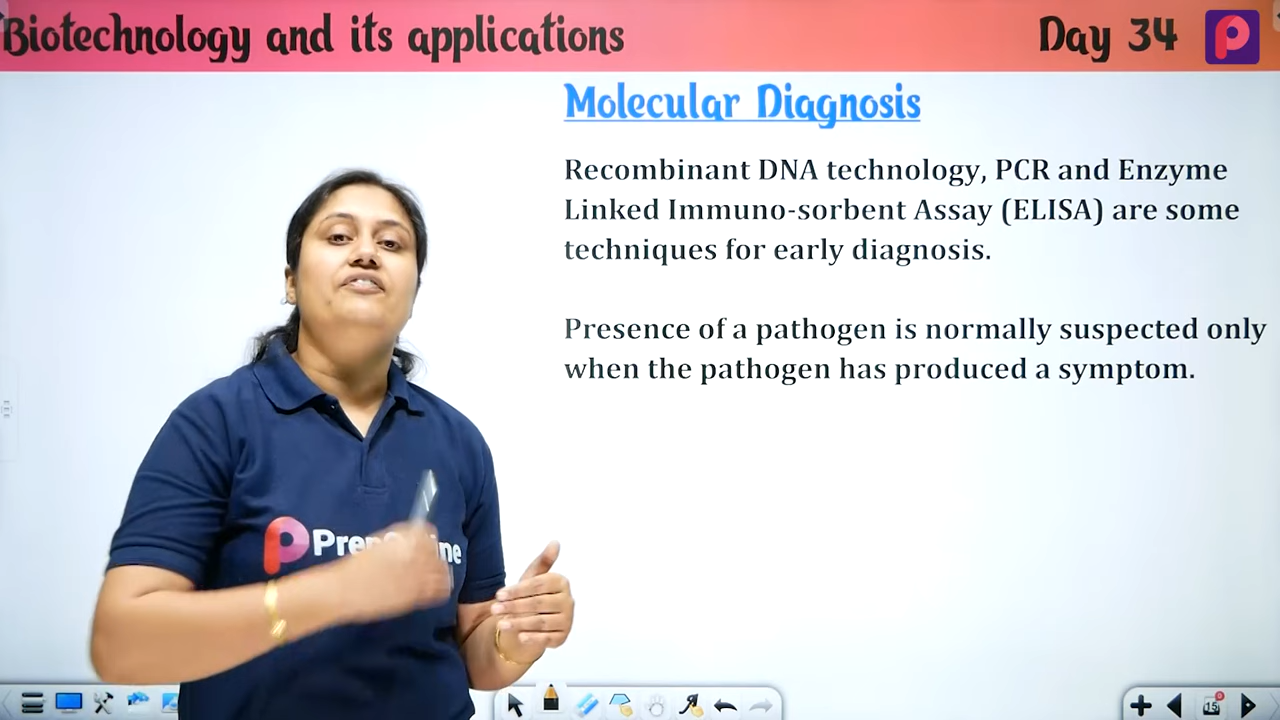 Biotechnology and its applications
Day 34
Molecular Diagnosis
Recombinant DNA technology, PCR and Enzyme
Linked Immuno-sorbent Assay (ELISA) are some
techniques for early diagnosis.
Presence of a pathogen is normally suspected only
when the pathogen has produced a symptom.
15